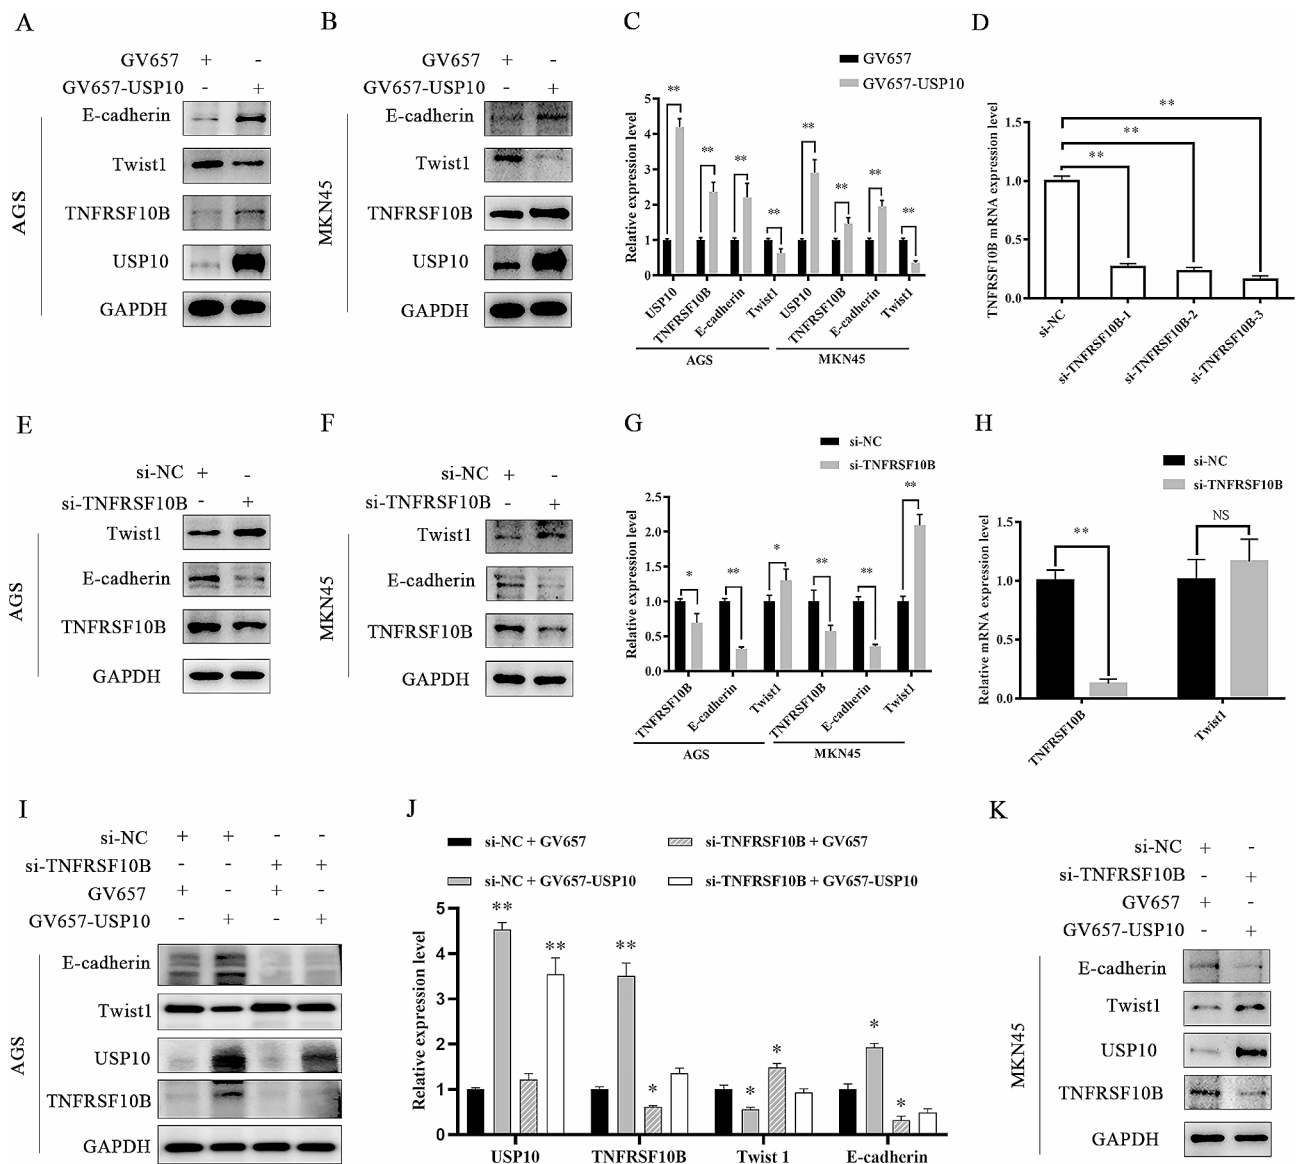 A
GV657 + -
GV657-USP10 - +
E-cadherin
Twist1
TNFRSF10B
USP10
GAPDH
AGS
B
GV657 + -
GV657-USP10 - +
E-cadherin
Twist1
TNFRSF10B
USP10
GAPDH
MKN45
C
GV657
GV657-USP10
Relative expression level
5
4
3
2
1
0
** ** ** ** ** ** ** **
USP10 TNFRSF10B E-cadherin Twist1 USP10 TNFRSF10B E-cadherin Twist1
AGS MKN45
D
TNFRSF10B mRNA expression level
1.5
1.0
0.5
0.0
**
**
**
si-NC si-TNFRSF10B-1 si-TNFRSF10B-2 si-TNFRSF10B-3
E
si-NC + -
si-TNFRSF10B - +
Twist1
E-cadherin
TNFRSF10B
GAPDH
AGS
F
si-NC + -
si-TNFRSF10B - +
Twist1
E-cadherin
TNFRSF10B
GAPDH
MKN45
G
si-NC
si-TNFRSF10B
Relative expression level
2.5
2.0
1.5
1.0
0.5
0.0
* ** * ** ** **
TNFRSF10B E-cadherin Twist1 TNFRSF10B E-cadherin Twist1
AGS MKN45
H
si-NC
si-TNFRSF10B
Relative mRNA expression level
1.5
1.0
0.5
0.0
** NS
TNFRSF10B Twist1
I
si-NC + + - -
si-TNFRSF10B - - + +
GV657 + - + -
GV657-USP10 - + - +
E-cadherin
Twist1
USP10
TNFRSF10B
GAPDH
AGS
J
si-NC + GV657 si-TNFRSF10B + GV657
si-NC + GV657-USP10 si-TNFRSF10B + GV657-USP10
Relative expression level
5
4
3
2
1
0
** ** ** * * * * *
USP10 TNFRSF10B Twist 1 E-cadherin
K
si-NC + -
si-TNFRSF10B - +
GV657 + -
GV657-USP10 - +
E-cadherin
Twist1
USP10
TNFRSF10B
GAPDH
MKN45